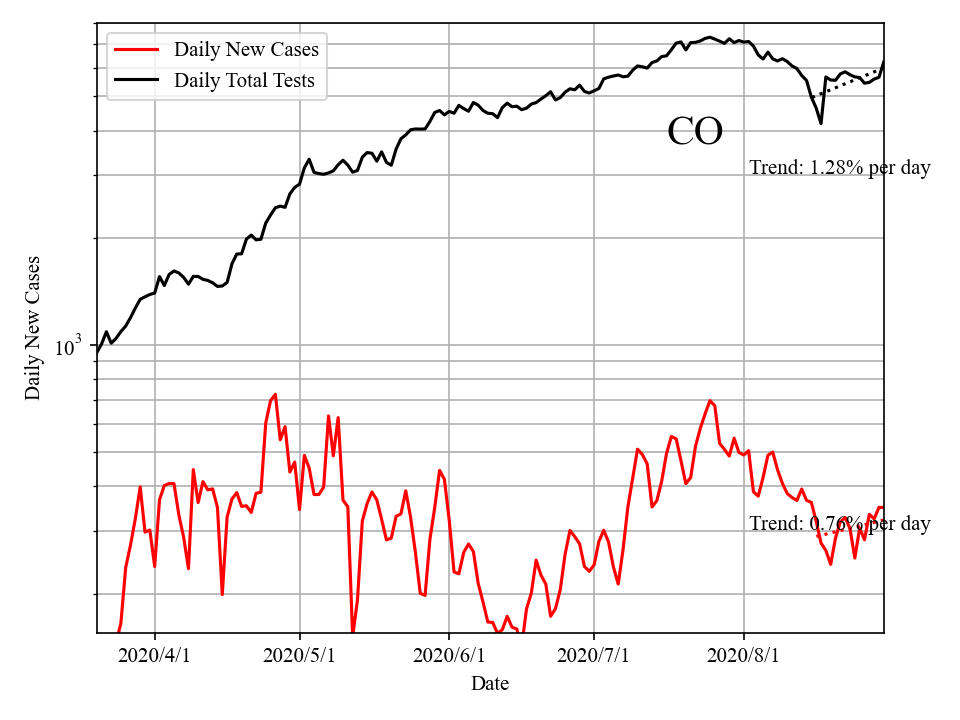 Daily New Cases
Daily Total Tests
CO
Trend: 1.28% per day
Daily New Cases
10³
Trend: 0.76% per day
2020/4/1 2020/5/1 2020/6/1 2020/7/1 2020/8/1
Date